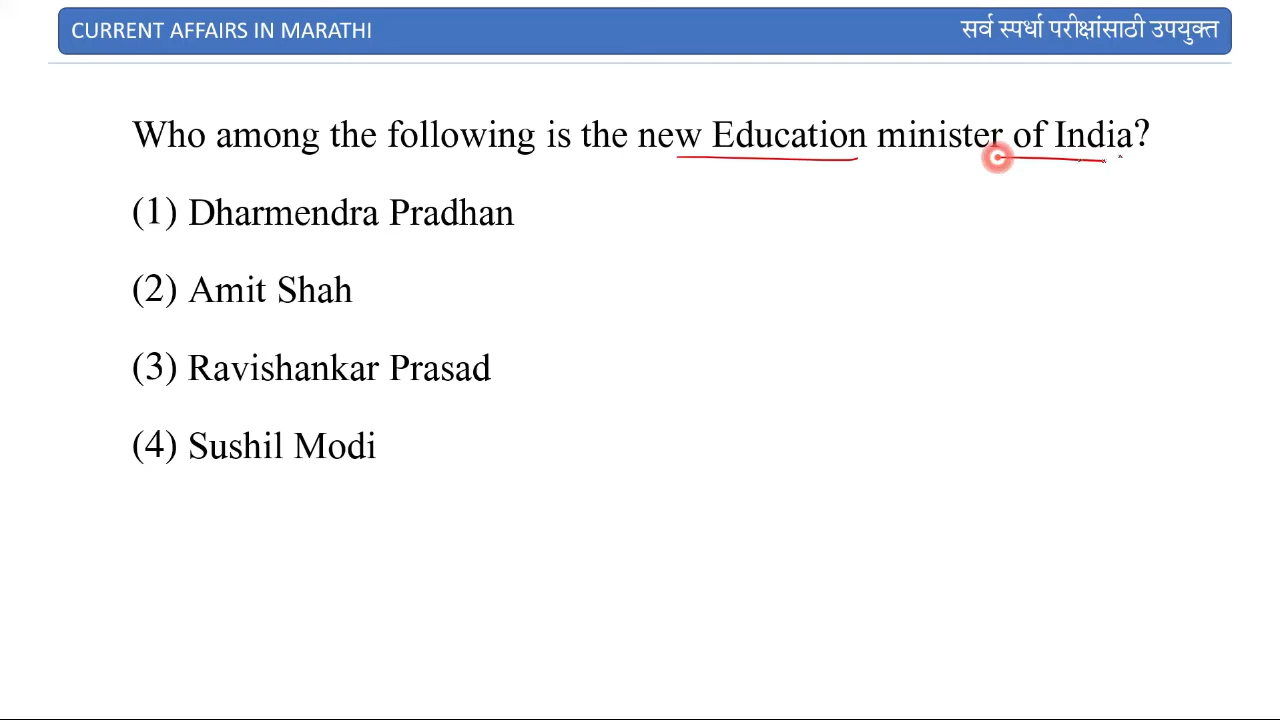 CURRENT AFFAIRS IN MARATHI
सर्व स्पर्धा परीक्षांसाठी उपयुक्त
Who among the following is the new Education minister of India?
(1) Dharmendra Pradhan
(2) Amit Shah
(3) Ravishankar Prasad
(4) Sushil Modi